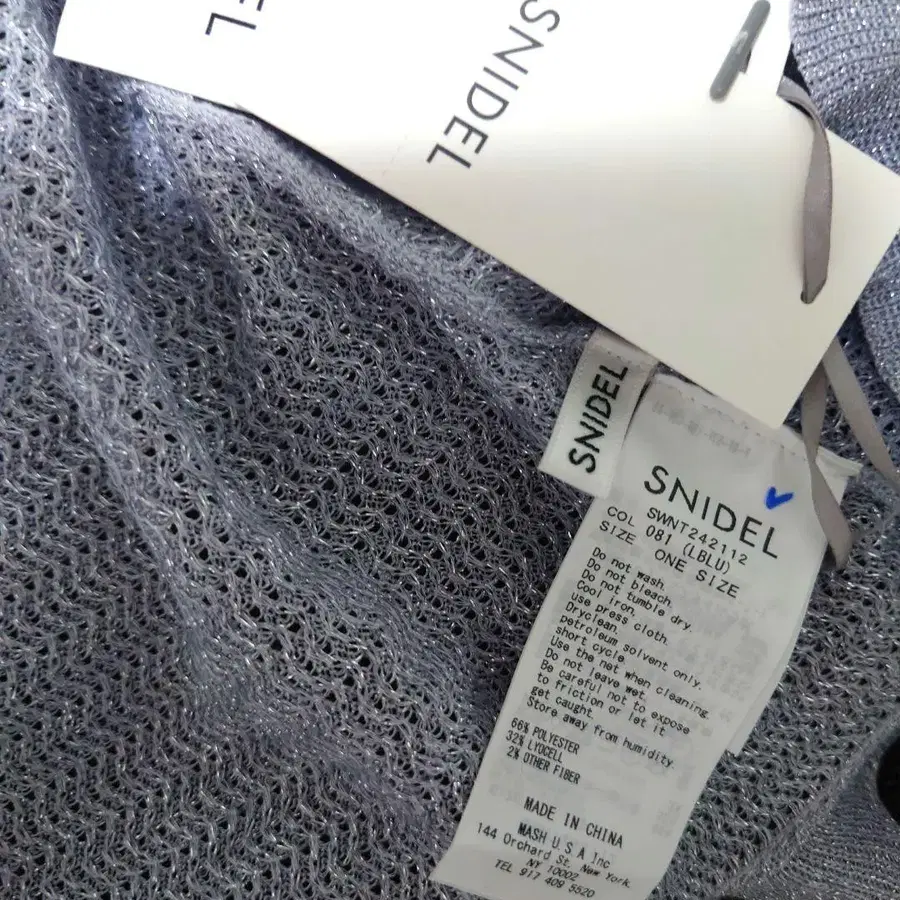 EL
SNIDEL
SNIDEL
SNIDEL
SWNT242112
COL 081 (LBLU)
SIZE ONE SIZE
Do not wash.
Do not bleach.
Do not tumble dry.
Cool iron,
use press cloth.
Dryclean,
petroleum solvent only.
short cycle.
Use the net when cleaning.
Do not leave wet.
Be careful not to expose
to friction or let it
get caught.
Store away from humidity.
66% POLYESTER
32% LYOCELL
2% OTHER FIBER
MADE IN CHINA
MASH U S A Inc.
144 Orchard St. New York,
NY 10002
TEL 917 409 5520